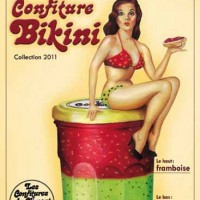 Confiture
Bikini
Collection 2011
Le haut:
framboise
Le bas:
Les
Confitures